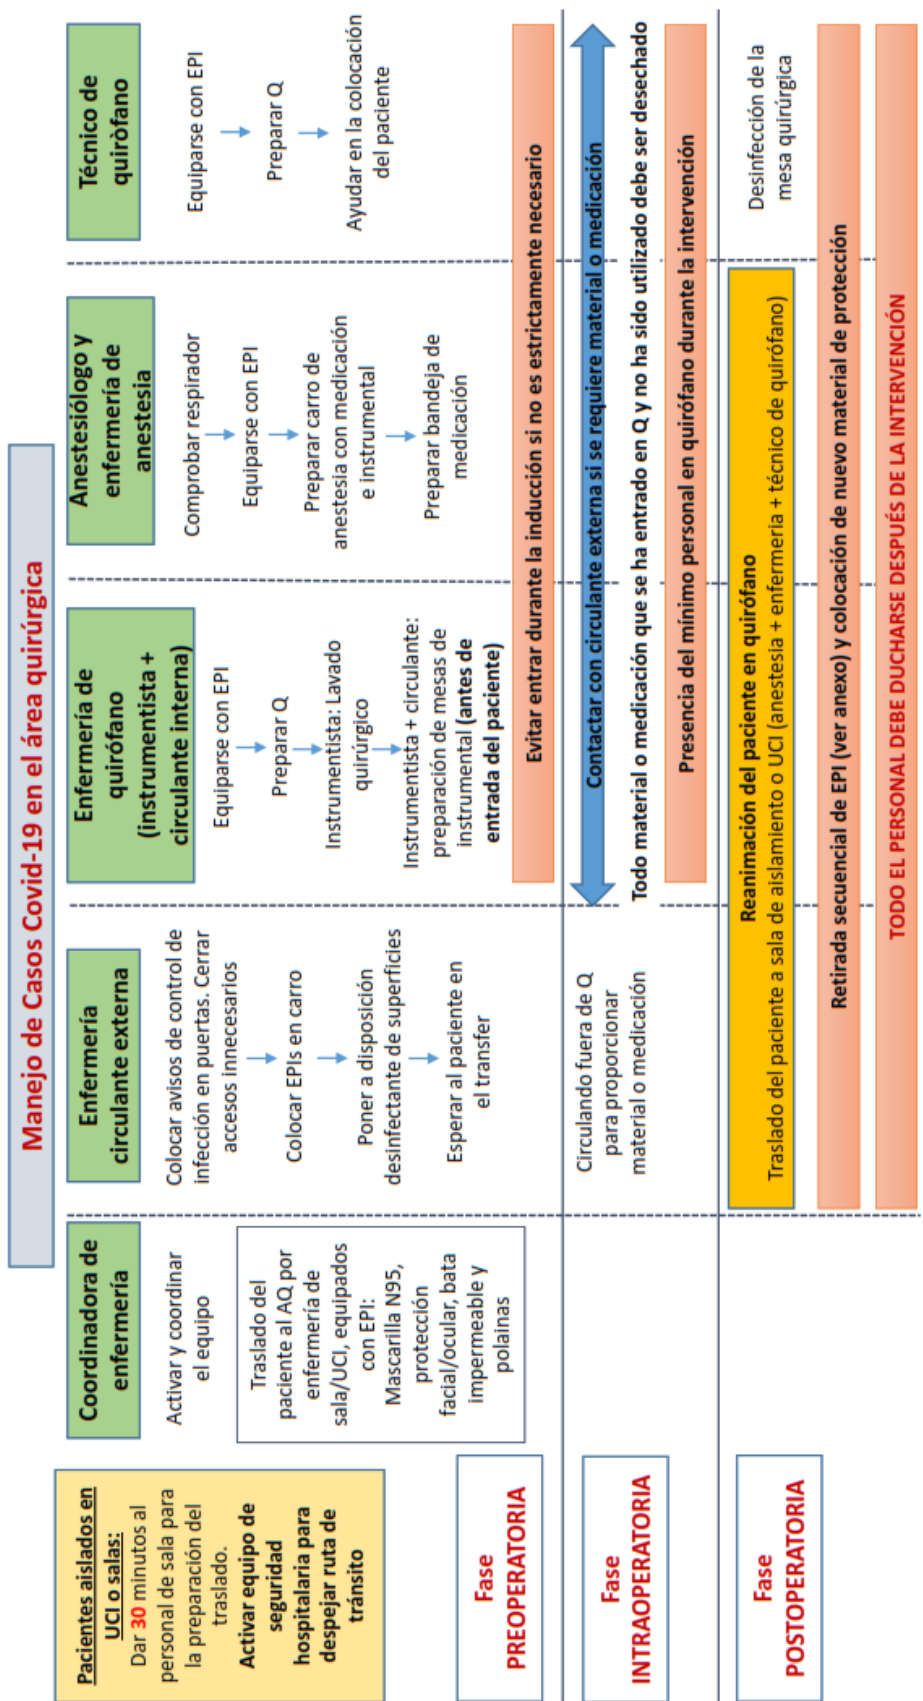 Manejo de Casos Covid-19 en el área quirúrgica
Pacientes aislados en
UCI o salas:
Dar 30 minutos al
personal de sala para
la preparación del
traslado.
Activar equipo de
seguridad
hospitalaria para
despejar ruta de
tránsito
Coordinadora de
enfermería
Activar y coordinar
el equipo
Traslado del
paciente al AQ por
enfermería de
sala/UCI, equipados
con EPI:
Mascarilla N95,
protección
facial/ocular, bata
impermeable y
polainas
Enfermería
circulante externa
Colocar avisos de control de
infección en puertas. Cerrar
accesos innecesarios
Colocar EPIs en carro
Poner a disposición
desinfectante de superficies
Esperar al paciente en
el transfer
Enfermería de
quirófano
(instrumentista +
circulante interna)
Equiparse con EPI
Preparar Q
Instrumentista: Lavado
quirúrgico
Instrumentista + circulante:
preparación de mesas de
instrumental (antes de
entrada del paciente)
Anestesiólogo y
enfermería de
anestesia
Comprobar respirador
Equiparse con EPI
Preparar carro de
anestesia con medicación
e instrumental
Preparar bandeja de
medicación
Técnico de
quiròfano
Equiparse con EPI
Preparar Q
Ayudar en la colocación
del paciente
Fase
PREOPERATORIA
Evitar entrar durante la inducción si no es estrictamente necesario
Fase
INTRAOPERATORIA
Circulando fuera de Q
para proporcionar
material o medicación
Contactar con circulante externa si se requiere material o medicación
Todo material o medicación que se ha entrado en Q y no ha sido utilizado debe ser desechado
Presencia del mínimo personal en quirófano durante la intervención
Fase
POSTOPERATORIA
Reanimación del paciente en quirófano
Traslado del paciente a sala de aislamiento o UCI (anestesia + enfermeria + técnico de quirófano)
Desinfección de la
mesa quirúrgica
Retirada secuencial de EPI (ver anexo) y colocación de nuevo material de protección
TODO EL PERSONAL DEBE DUCHARSE DESPUÉS DE LA INTERVENCIÓN